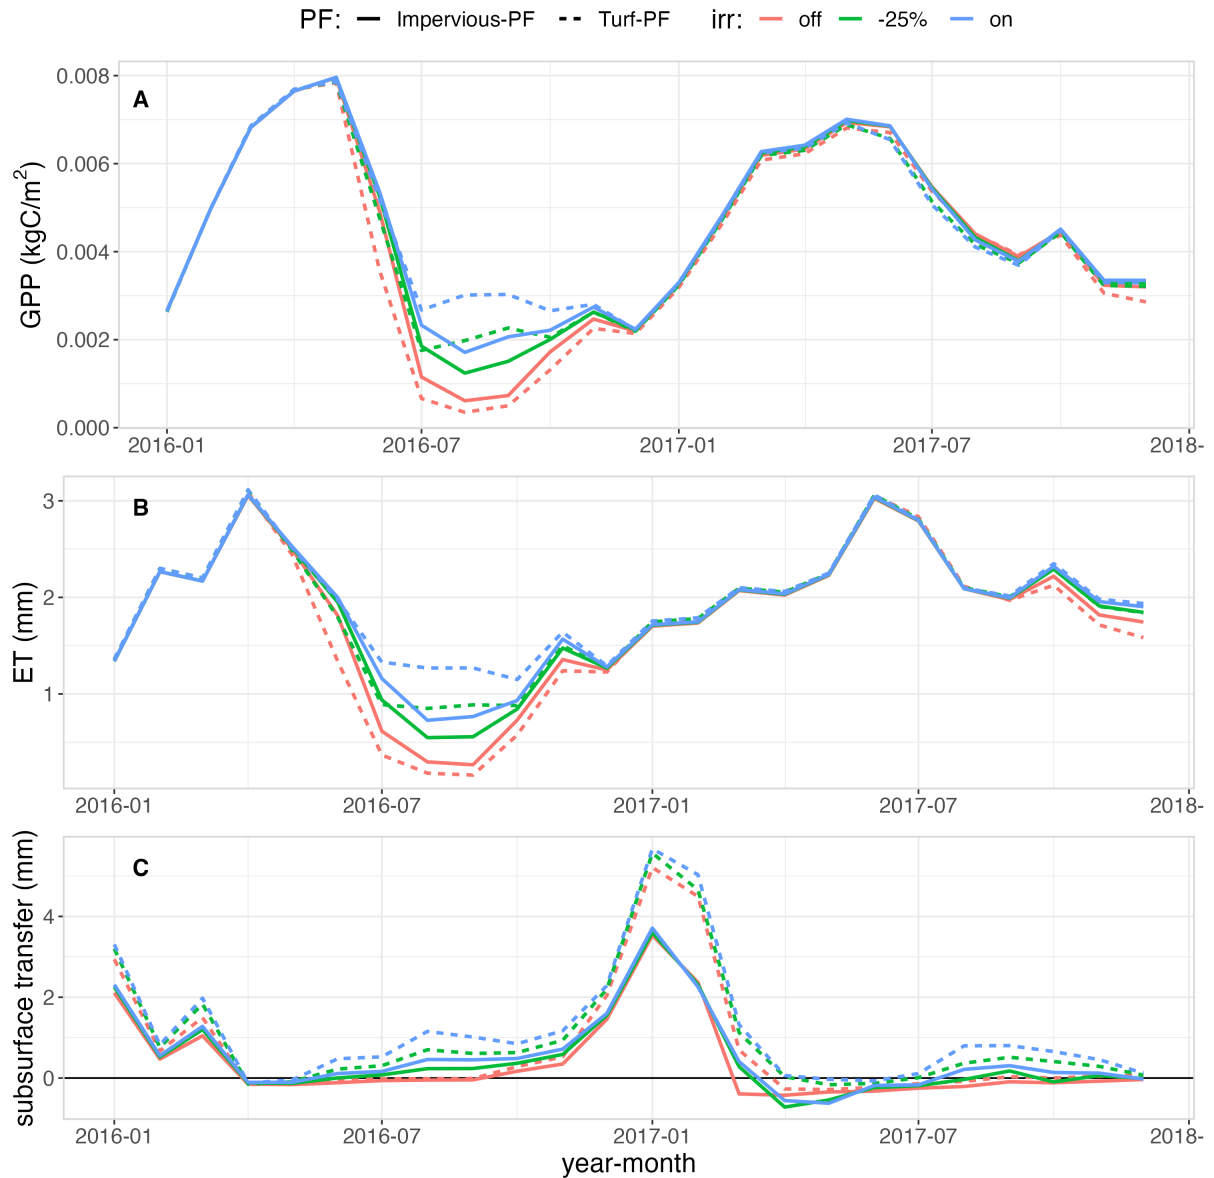 PF: Impervious-PF Turf-PF irr: off -25% on
A
GPP (kgC/m²)
0.008
0.006
0.004
0.002
0.000
2016-01 2016-07 2017-01 2017-07 2018-
B
ET (mm)
3
2
1
2016-01 2016-07 2017-01 2017-07 2018-
C
subsurface transfer (mm)
4
2
0
2016-01 2016-07 2017-01 2017-07 2018-
year-month